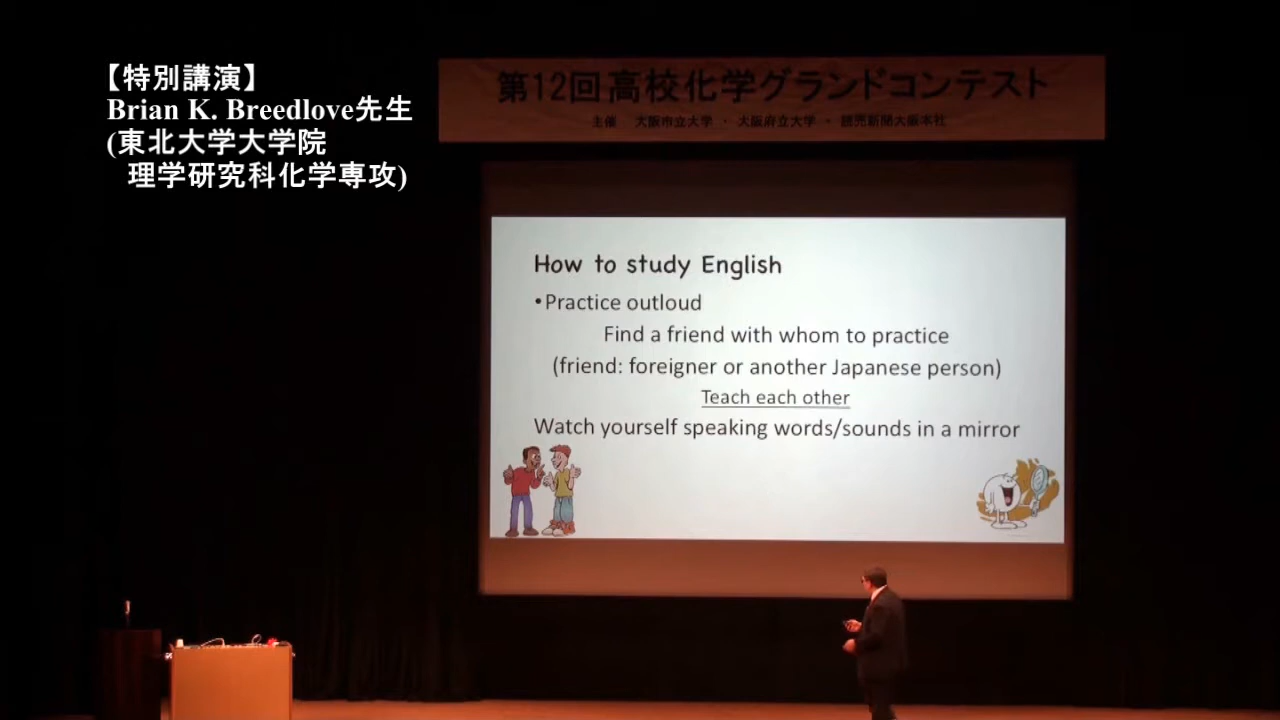 【特別講演】
Brian K. Breedlove先生
(東北大学大学院
理学研究科化学専攻)
第12回高校化学グランドコンテスト
主催 大阪市立大学 ・ 大阪府立大学 ・ 読売新聞大阪本社
How to study English
•Practice outloud
Find a friend with whom to practice
(friend: foreigner or another Japanese person)
Teach each other
Watch yourself speaking words/sounds in a mirror